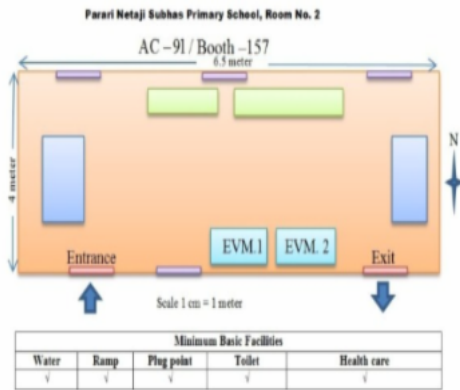 Parari Netaji Subhas Primary School, Room No. 2
AC –91/ Booth –157
6.5 meter
4 meter
N
EVM.1
EVM. 2
Entrance
Exit
Scale 1 cm = 1 meter
Minimum Basic Facilities
Water Ramp Plug point Toilet Health care
√ √ √ √ √